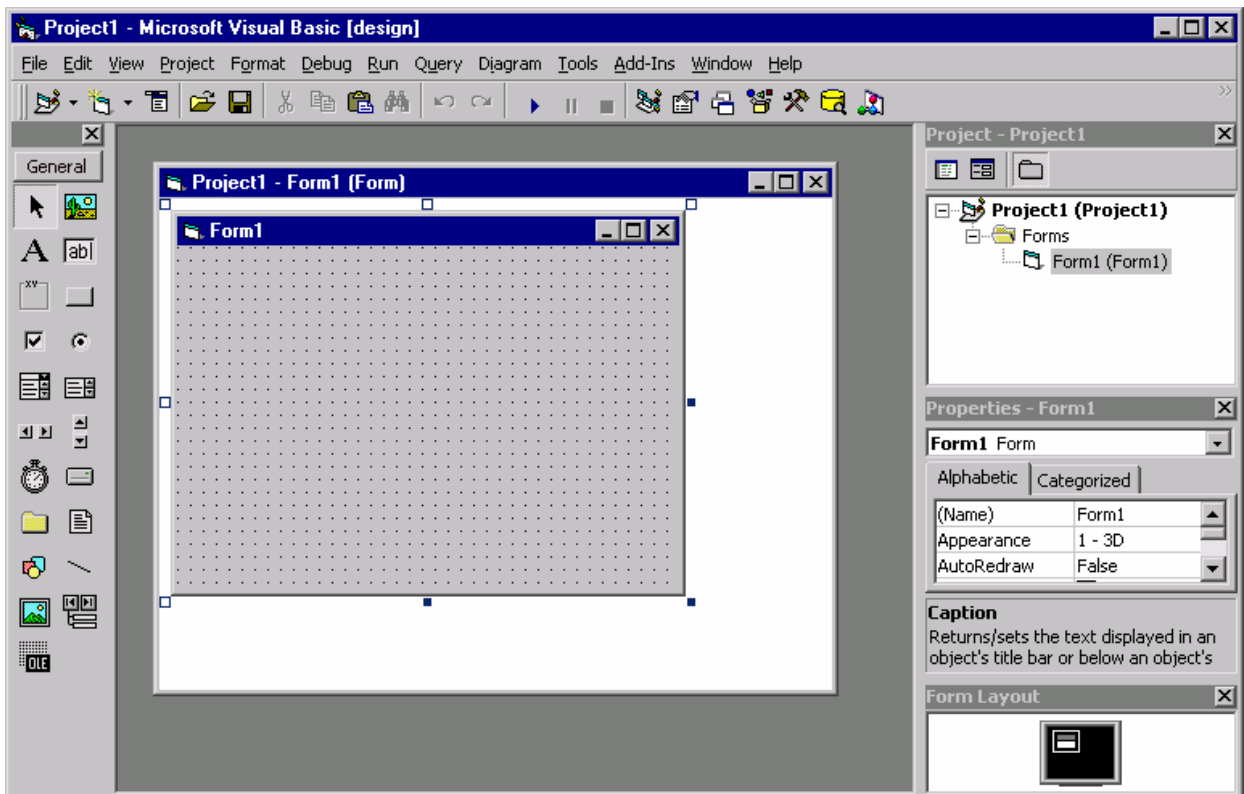 Project1 - Microsoft Visual Basic [design]
File Edit View Project Format Debug Run Query Diagram Tools Add-Ins Window Help
General
A ab
xv
OLE
Project1 - Form1 (Form)
Form1
Project - Project1
Project1 (Project1)
Forms
Form1 (Form1)
Properties - Form1
Form1 Form
Alphabetic Categorized
(Name) Form1
Appearance 1 - 3D
AutoRedraw False
Caption
Returns/sets the text displayed in an
object's title bar or below an object's
Form Layout